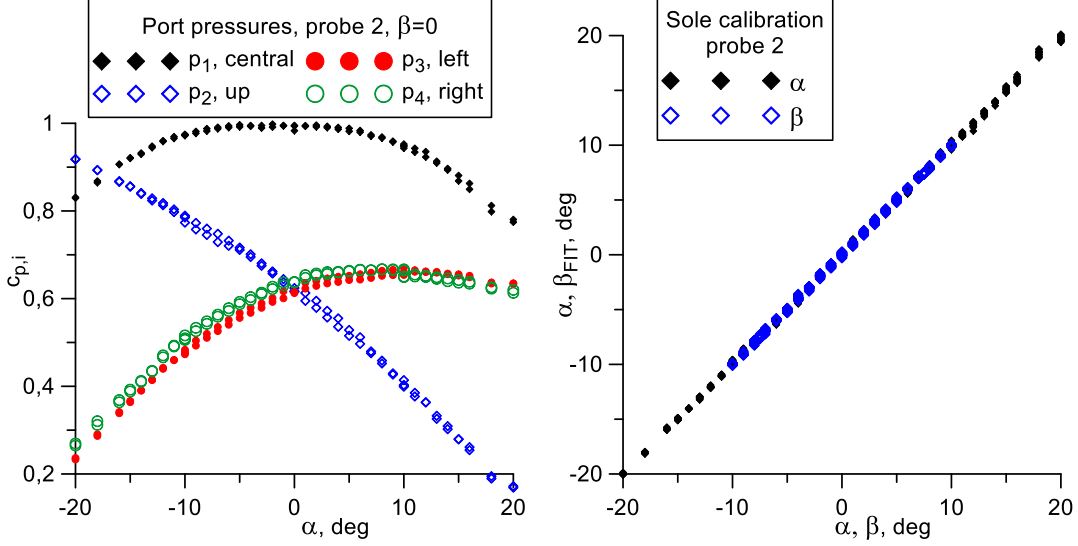 Port pressures, probe 2, β=0
p1, central
p3, left
p2, up
p4, right
1
0,8
0,6
0,4
0,2
cp,i
-20
-10
0
10
20
α, deg
Sole calibration
probe 2
α
β
20
10
0
-10
-20
α, βFIT, deg
-20
-10
0
10
20
α, β, deg